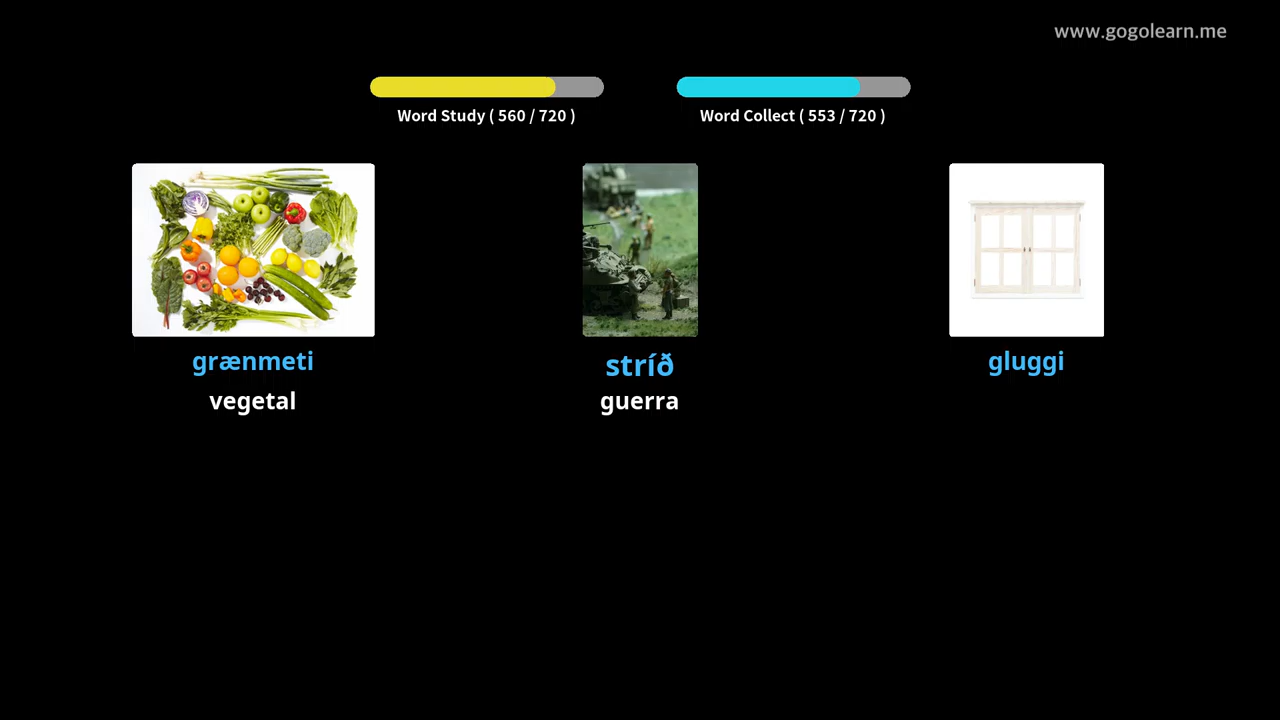 www.gogolearn.me
Word Study ( 560 / 720 )
Word Collect ( 553 / 720 )
grænmeti
vegetal
stríð
guerra
gluggi